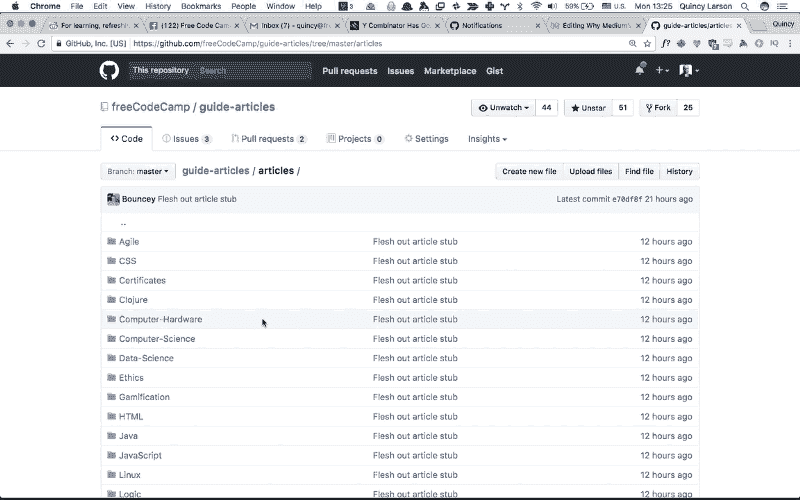 Chrome File Edit View History Bookmarks People Window Help 3 59% U.S. Mon 13:25 Quincy Larson
For learning, refreshi (122) Free Code Cam Inbox (7) - quincy@fr Y Combinator Has Go Notifications Editing Why Medium's guide-articles/articles Quincy
GitHub, Inc. [US] https://github.com/freeCodeCamp/guide-articles/tree/master/articles
This repository Search Pull requests Issues Marketplace Gist
freeCodeCamp / guide-articles Unwatch 44 Unstar 51 Fork 25
Code Issues 3 Pull requests 2 Projects 0 Settings Insights
Branch: master guide-articles / articles / Create new file Upload files Find file History
Bouncey Flesh out article stub Latest commit e70df8f 21 hours ago
..
Agile Flesh out article stub 12 hours ago
CSS Flesh out article stub 12 hours ago
Certificates Flesh out article stub 12 hours ago
Clojure Flesh out article stub 12 hours ago
Computer-Hardware Flesh out article stub 12 hours ago
Computer-Science Flesh out article stub 12 hours ago
Data-Science Flesh out article stub 12 hours ago
Ethics Flesh out article stub 12 hours ago
Gamification Flesh out article stub 12 hours ago
HTML Flesh out article stub 12 hours ago
Java Flesh out article stub 12 hours ago
JavaScript Flesh out article stub 12 hours ago
Linux Flesh out article stub 12 hours ago
Logic Flesh out article stub 12 hours ago